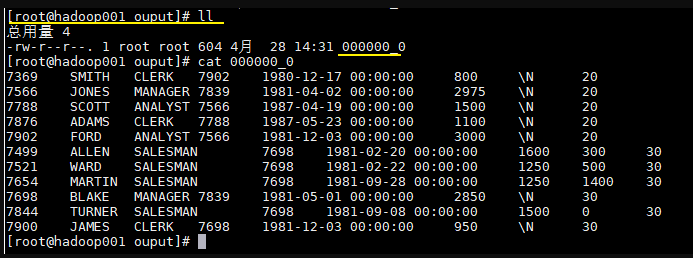 [root@hadoop001 ouput]# ll
总用量 4
-rw-r--r--. 1 root root 604 4月  28 14:31 000000_0
[root@hadoop001 ouput]# cat 000000_0
7369    SMITH   CLERK   7902    1980-12-17 00:00:00     800     \N      20
7566    JONES   MANAGER 7839    1981-04-02 00:00:00     2975    \N      20
7788    SCOTT   ANALYST 7566    1987-04-19 00:00:00     1500    \N      20
7876    ADAMS   CLERK   7788    1987-05-23 00:00:00     1100    \N      20
7902    FORD    ANALYST 7566    1981-12-03 00:00:00     3000    \N      20
7499    ALLEN   SALESMAN        7698    1981-02-20 00:00:00     1600    300     30
7521    WARD    SALESMAN        7698    1981-02-22 00:00:00     1250    500     30
7654    MARTIN  SALESMAN        7698    1981-09-28 00:00:00     1250    1400    30
7698    BLAKE   MANAGER 7839    1981-05-01 00:00:00     2850    \N      30
7844    TURNER  SALESMAN        7698    1981-09-08 00:00:00     1500    0       30
7900    JAMES   CLERK   7698    1981-12-03 00:00:00     950     \N      30
[root@hadoop001 ouput]#